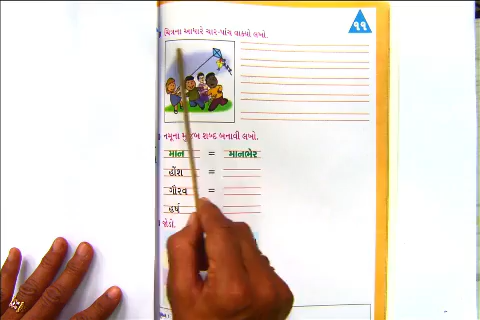 ચિત્રના આધારે ચાર-પાંચ વાક્યો લખો.
૧૧
નમૂના મુજબ શબ્દ બનાવી લખો.
માન = માનભેર
હોંશ =
ગૌરવ =
હર્ષ
જોડો.